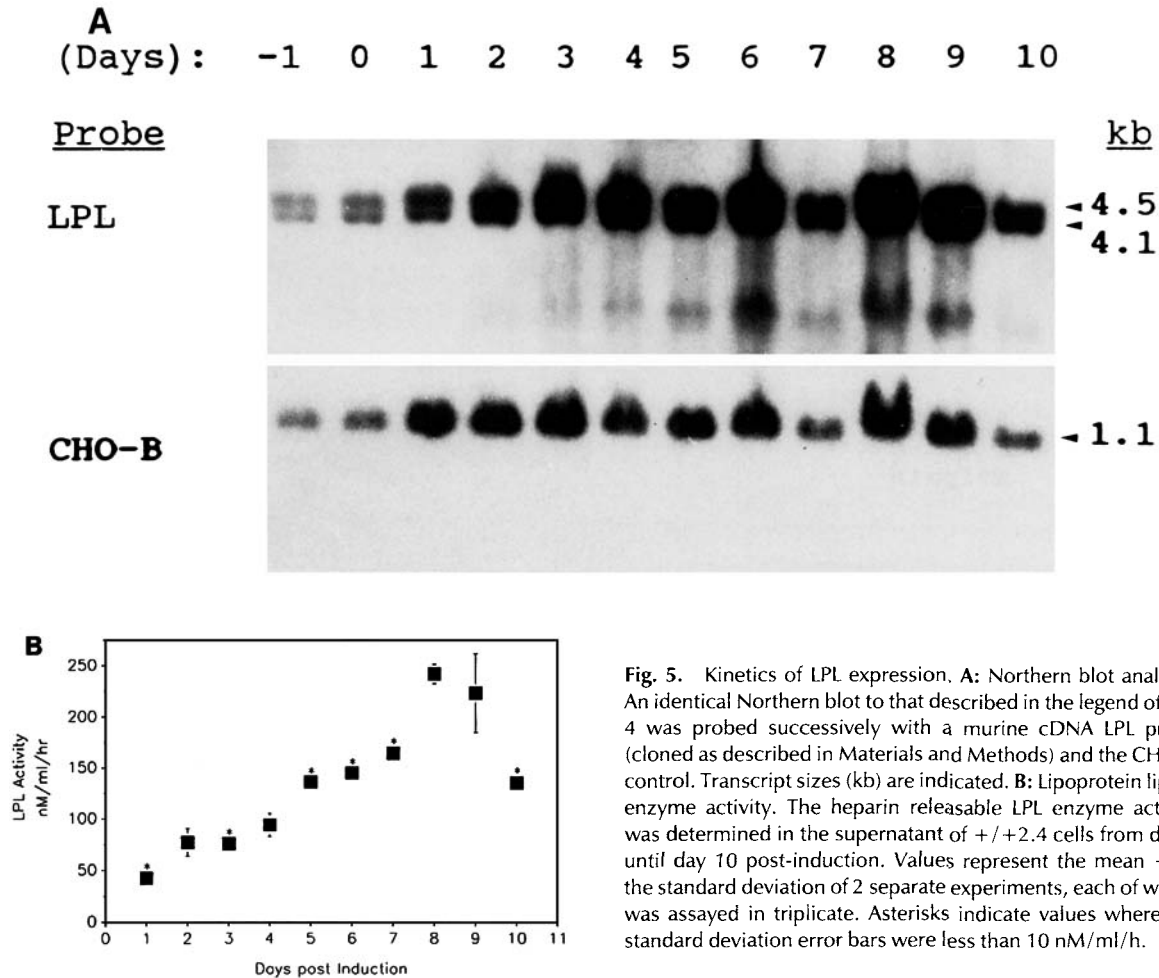 A
(Days): -1 0 1 2 3 4 5 6 7 8 9 10
Probe kb
LPL
4.5
4.1
CHO-B
1.1
B
250
200
150
100
50
0
LPL Activity
nM/ml/hr
1 2 3 4 5 6 7 8 9 10 11
Days post Induction
Fig. 5. Kinetics of LPL expression. A: Northern blot anal
An identical Northern blot to that described in the legend of
4 was probed successively with a murine cDNA LPL pr
(cloned as described in Materials and Methods) and the CH
control. Transcript sizes (kb) are indicated. B: Lipoprotein lip
enzyme activity. The heparin releasable LPL enzyme act
was determined in the supernatant of +/+2.4 cells from d
until day 10 post-induction. Values represent the mean
the standard deviation of 2 separate experiments, each of w
was assayed in triplicate. Asterisks indicate values where
standard deviation error bars were less than 10 nM/ml/h.